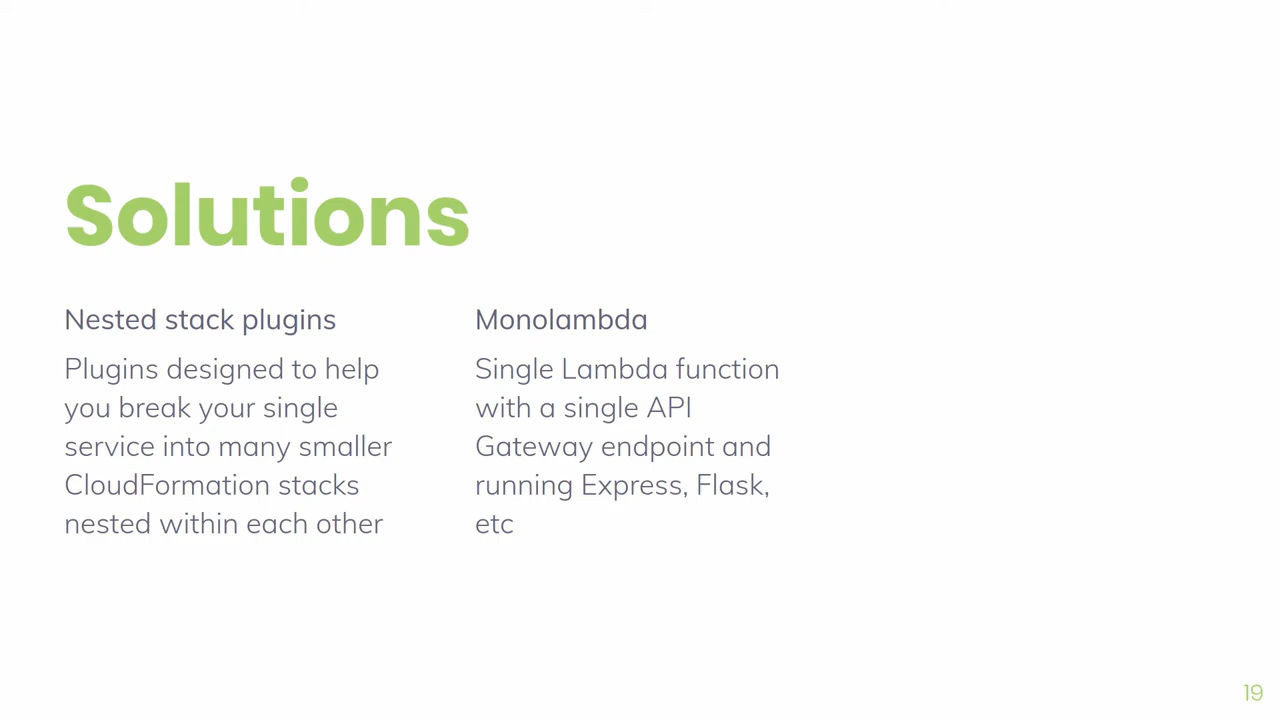 Solutions
Nested stack plugins
Plugins designed to help
you break your single
service into many smaller
CloudFormation stacks
nested within each other
Monolambda
Single Lambda function
with a single API
Gateway endpoint and
running Express, Flask,
etc
19